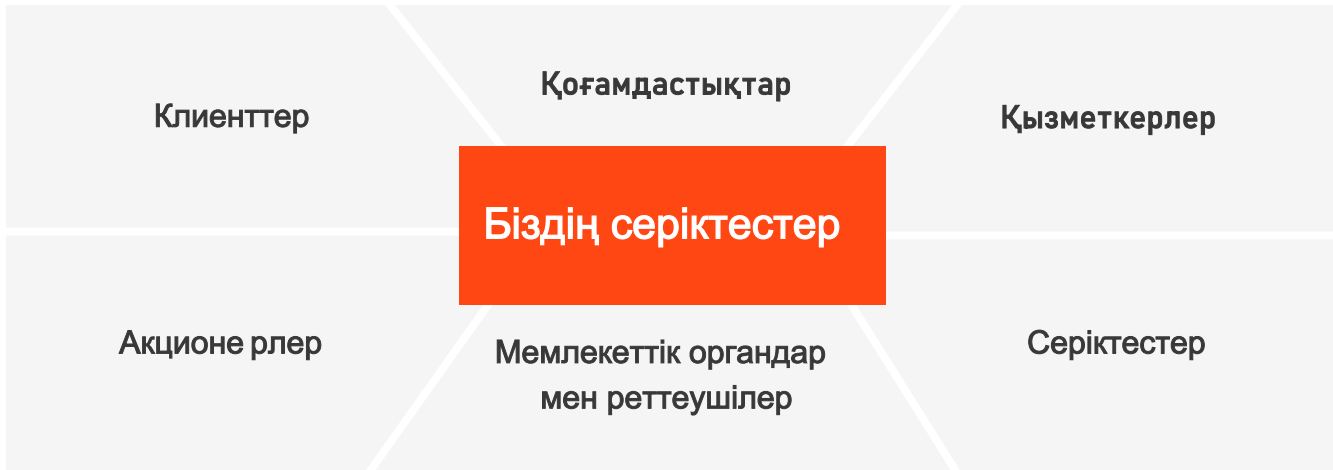 Клиенттер
Қоғамдастықтар
Қызметкерлер
Біздің серіктестер
Акционе рлер
Мемлекеттік органдар
мен реттеушілер
Серіктестер